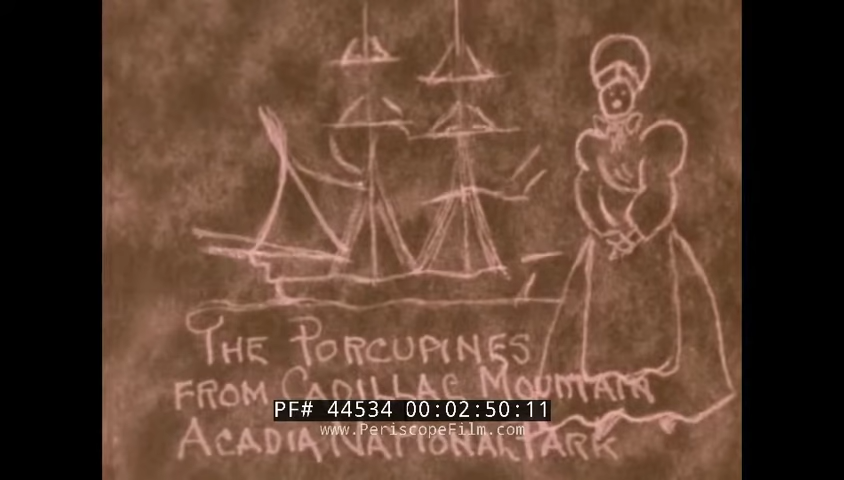 THE PORCUPINES
FROM CADILLAC MOUNTAIN
PF# 44534 00:02:50:11
www.PeriscopeFilm.com
ACADIA NATIONAL PARK